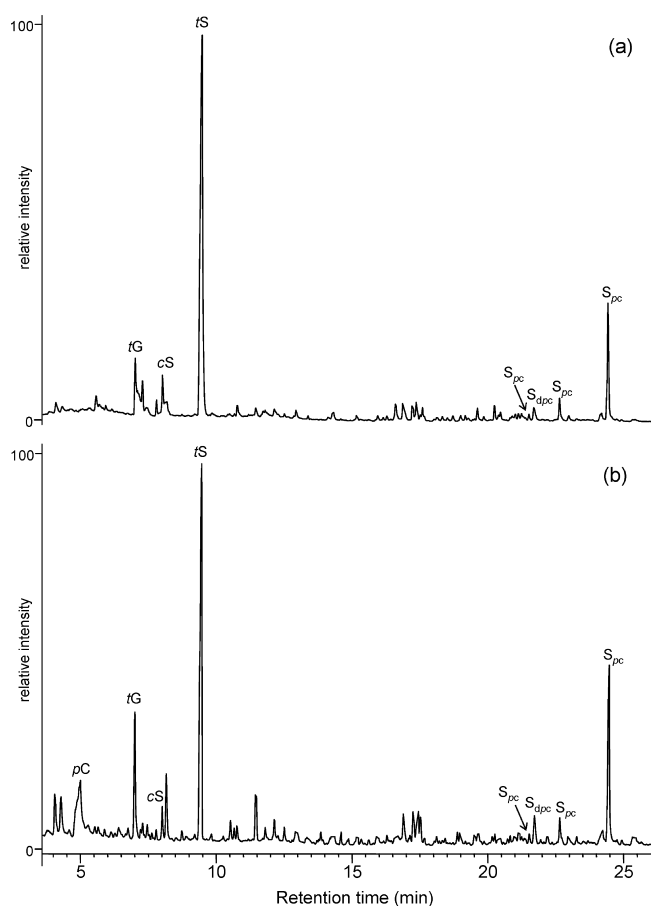 100
tS
(a)
relative intensity
tG
cS
Spc
Sdpc
Spc
Spc
0
100
tS
(b)
relative intensity
pC
tG
cS
Spc
Sdpc
Spc
Spc
0
5 10 15 20 25
Retention time (min)